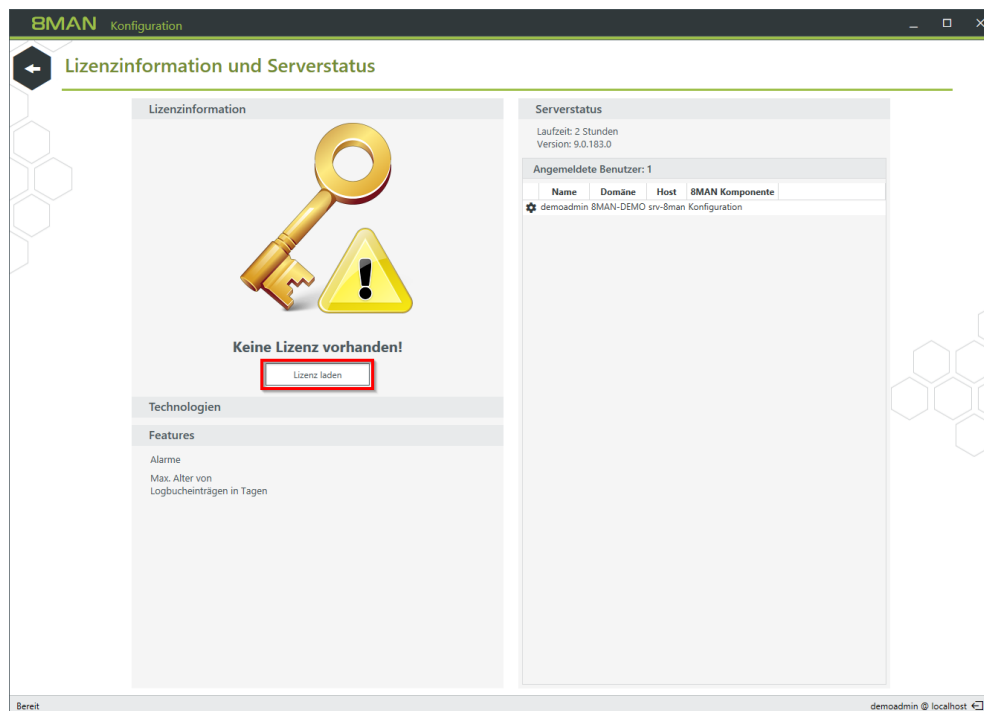 8MAN Konfiguration
Lizenzinformation und Serverstatus
Lizenzinformation
Keine Lizenz vorhanden!
Lizenz laden
Technologien
Features
Alarme
Max. Alter von
Logbucheinträgen in Tagen
Serverstatus
Laufzeit: 2 Stunden
Version: 9.0.183.0
Angemeldete Benutzer: 1
Name Domäne Host 8MAN Komponente
demoadmin 8MAN-DEMO srv-8man Konfiguration
Bereit
demoadmin @ localhost